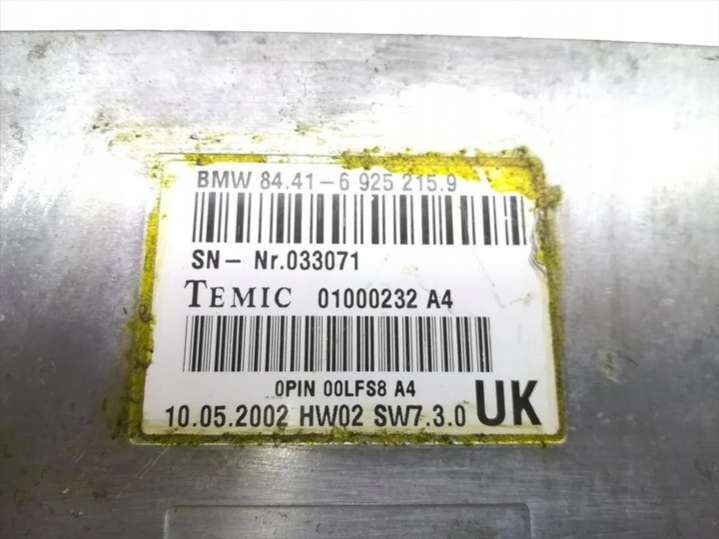 BMW 84.41-6 925 215.9
SN- Nr.033071
TEMIC 01000232 A4
0PIN 00LFS8 A4
10.05.2002 HW02 SW7.3.0 UK